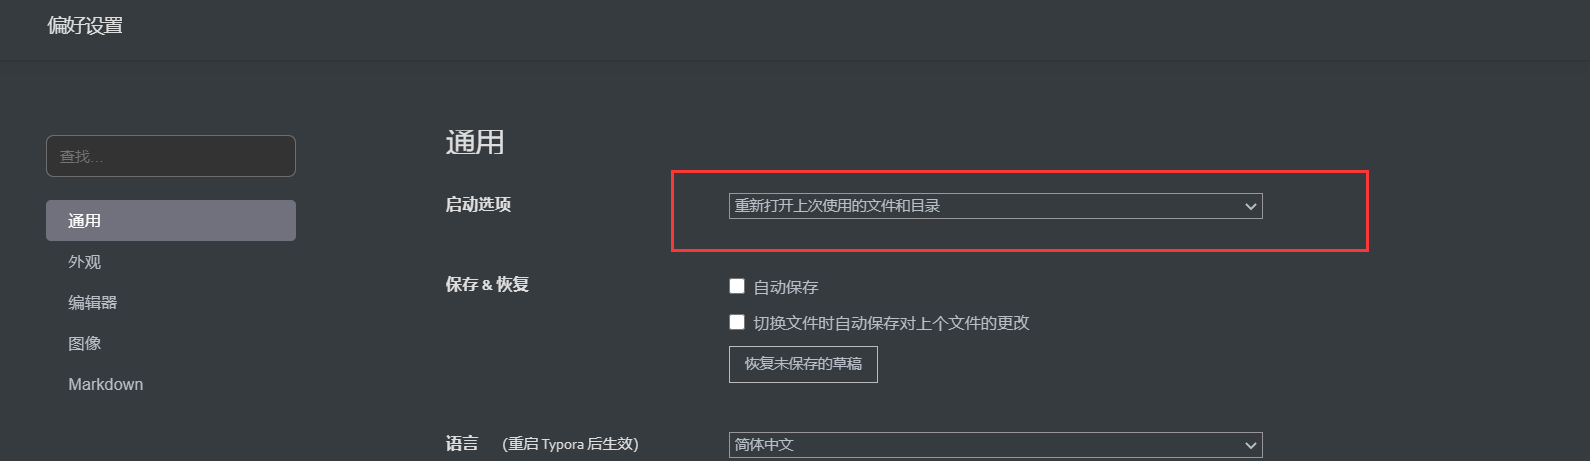 偏好设置
查找...
通用
外观
编辑器
图像
Markdown
通用
启动选项
重新打开上次使用的文件和目录
保存 & 恢复
自动保存
切换文件时自动保存对上个文件的更改
恢复未保存的草稿
语言 （重启 Typora 后生效）
简体中文